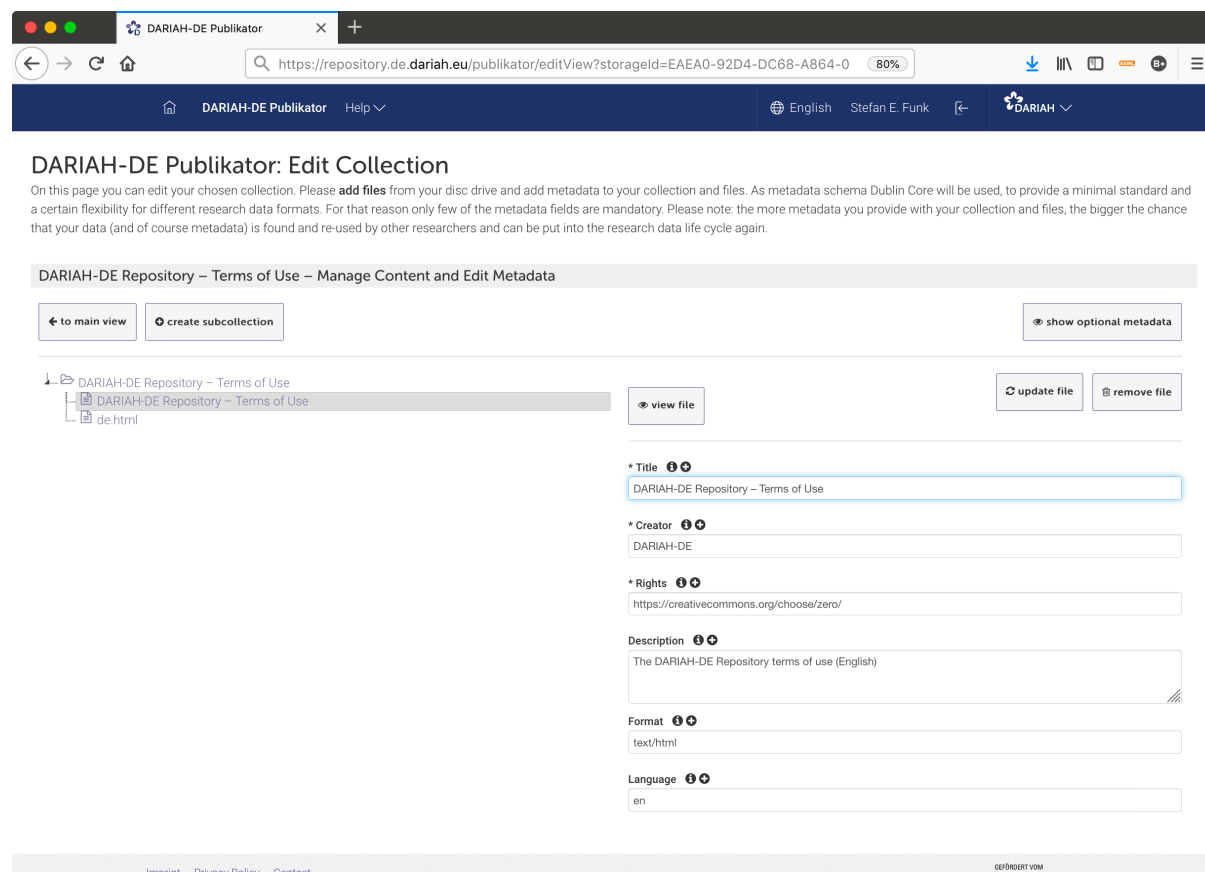 DARIAH-DE Publikator
https://repository.de.dariah.eu/publikator/editView?storageId=EAEA0-92D4-DC68-A864-0 80%
DARIAH-DE Publikator Help English Stefan E. Funk DARIAH
DARIAH-DE Publikator: Edit Collection
On this page you can edit your chosen collection. Please add files from your disc drive and add metadata to your collection and files. As metadata schema Dublin Core will be used, to provide a minimal standard and
a certain flexibility for different research data formats. For that reason only few of the metadata fields are mandatory. Please note: the more metadata you provide with your collection and files, the bigger the chance
that your data (and of course metadata) is found and re-used by other researchers and can be put into the research data life cycle again.
DARIAH-DE Repository – Terms of Use – Manage Content and Edit Metadata
to main view create subcollection show optional metadata
DARIAH-DE Repository – Terms of Use
DARIAH-DE Repository – Terms of Use
de.html
view file update file remove file
* Title
DARIAH-DE Repository – Terms of Use
* Creator
DARIAH-DE
* Rights
https://creativecommons.org/choose/zero/
Description
The DARIAH-DE Repository terms of use (English)
Format
text/html
Language
en
Imprint Privacy Policy Contact
GEFÖRDERT VOM